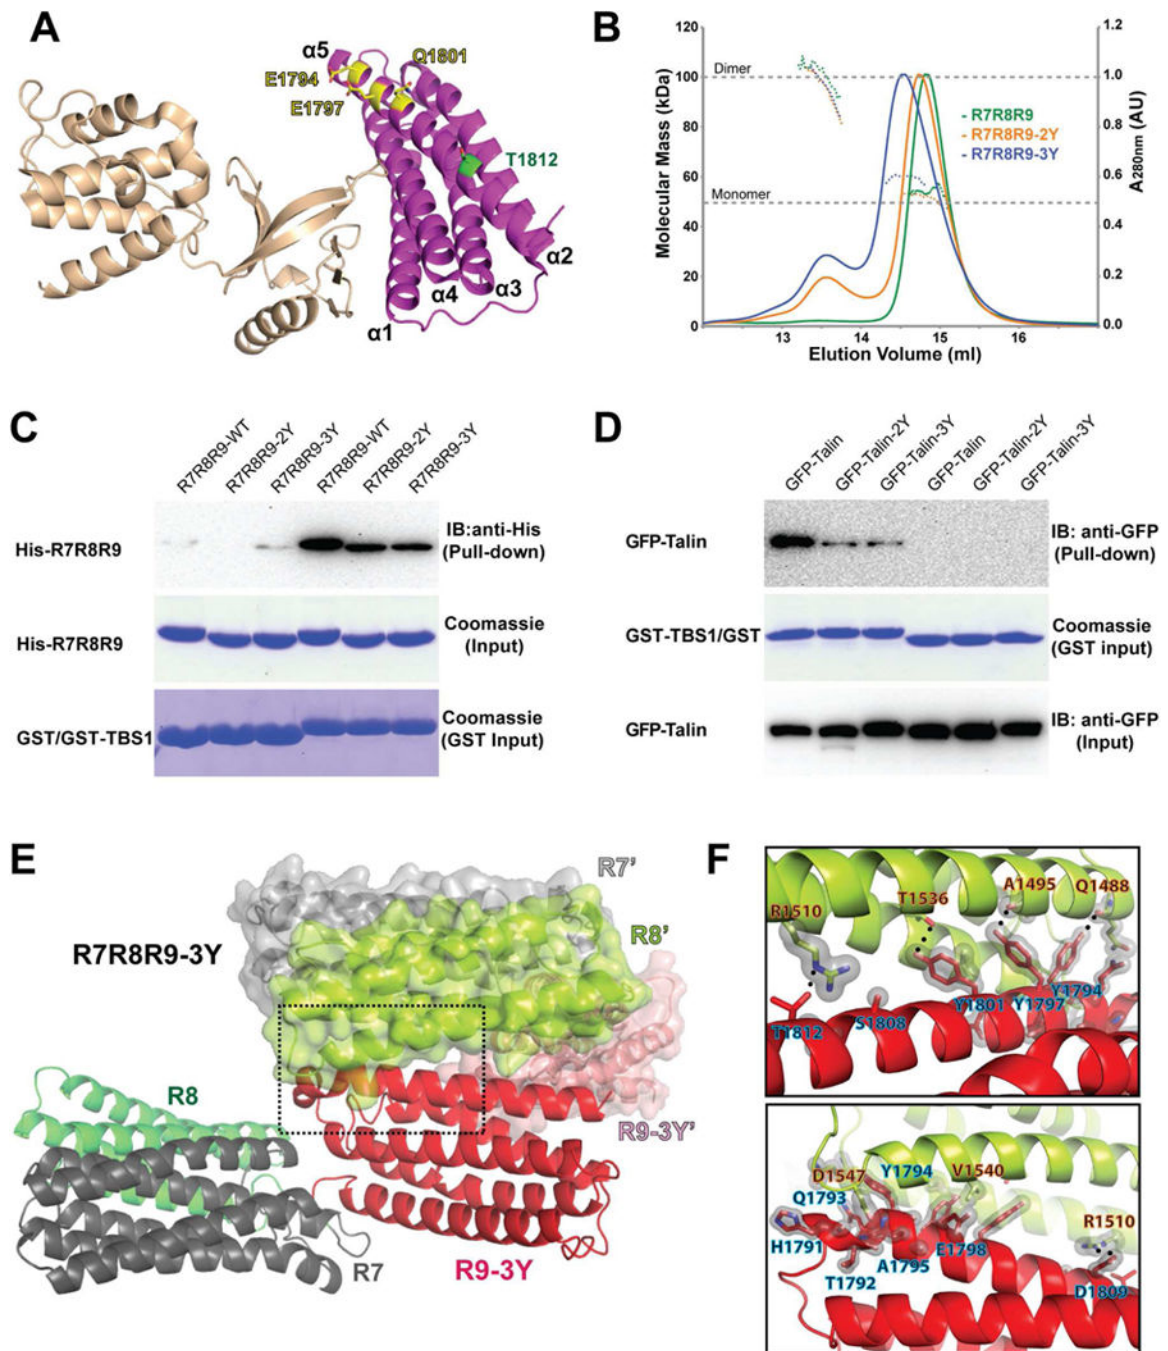 A
α5
Q1801
E1794
E1797
T1812
α2
α3
α4
α1
B
Molecular Mass (kDa)
120
100
80
60
40
20
0
Dimer
Monomer
R7R8R9
R7R8R9-2Y
R7R8R9-3Y
1.2
1.0
0.8
0.6
0.4
0.2
0.0
A280nm (AU)
13 14 15 16
Elution Volume (ml)
C
R7R8R9-WT R7R8R9-2Y R7R8R9-3Y R7R8R9-WT R7R8R9-2Y R7R8R9-3Y
His-R7R8R9
IB:anti-His
(Pull-down)
His-R7R8R9
Coomassie
(Input)
GST/GST-TBS1
Coomassie
(GST Input)
D
GFP-Talin GFP-Talin-2Y GFP-Talin-3Y GFP-Talin GFP-Talin-2Y GFP-Talin-3Y
GFP-Talin
IB: anti-GFP
(Pull-down)
GST-TBS1/GST
Coomassie
(GST input)
GFP-Talin
IB: anti-GFP
(Input)
E
R7R8R9-3Y
R7'
R8'
R9-3Y'
R8
R7
R9-3Y
F
R1510
T1536
A1495
Q1488
T1812
S1808
Y1801
Y1797
Y1794
D1547
Y1794
V1540
Q1793
R1510
H1791
E1798
A1795
T1792
D1809